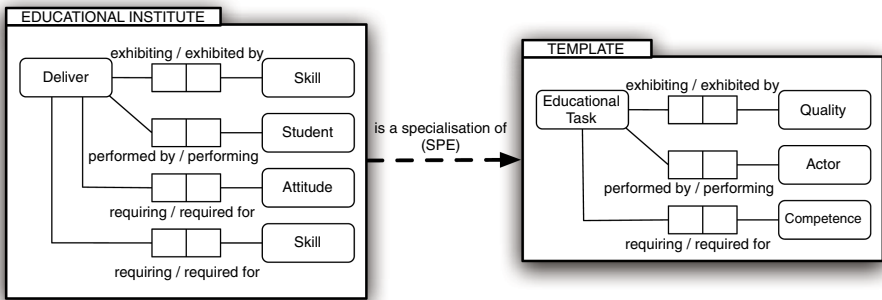 EDUCATIONAL INSTITUTE
exhibiting / exhibited by
Deliver
Skill
Student
performed by / performing
Attitude
requiring / required for
Skill
requiring / required for
is a specialisation of
(SPE)
TEMPLATE
exhibiting / exhibited by
Educational
Task
Quality
Actor
performed by / performing
Competence
requiring / required for